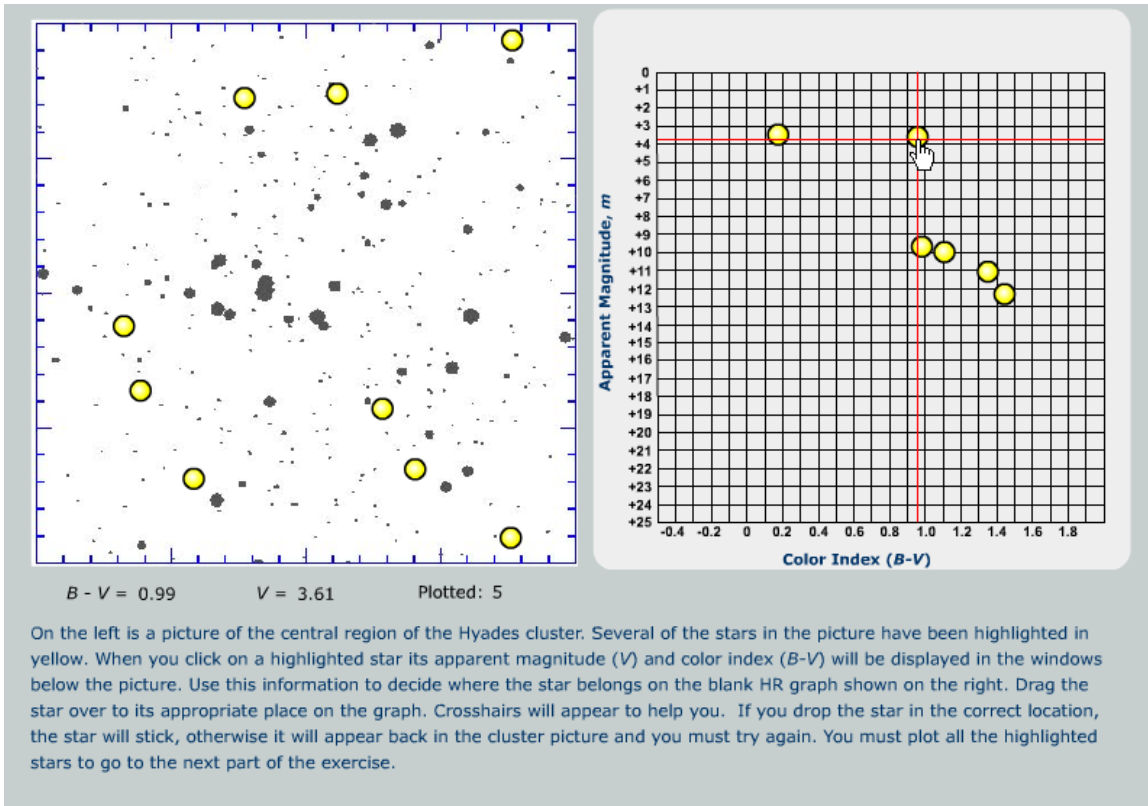 0
+1
+2
+3
+4
+5
+6
+7
+8
+9
+10
+11
+12
+13
+14
+15
+16
+17
+18
+19
+20
+21
+22
+23
+24
+25
Apparent Magnitude, m
-0.4 -0.2 0 0.2 0.4 0.6 0.8 1.0 1.2 1.4 1.6 1.8
Color Index (B-V)
B - V = 0.99 V = 3.61 Plotted: 5
On the left is a picture of the central region of the Hyades cluster. Several of the stars in the picture have been highlighted in
yellow. When you click on a highlighted star its apparent magnitude (V) and color index (B-V) will be displayed in the windows
below the picture. Use this information to decide where the star belongs on the blank HR graph shown on the right. Drag the
star over to its appropriate place on the graph. Crosshairs will appear to help you. If you drop the star in the correct location,
the star will stick, otherwise it will appear back in the cluster picture and you must try again. You must plot all the highlighted
stars to go to the next part of the exercise.